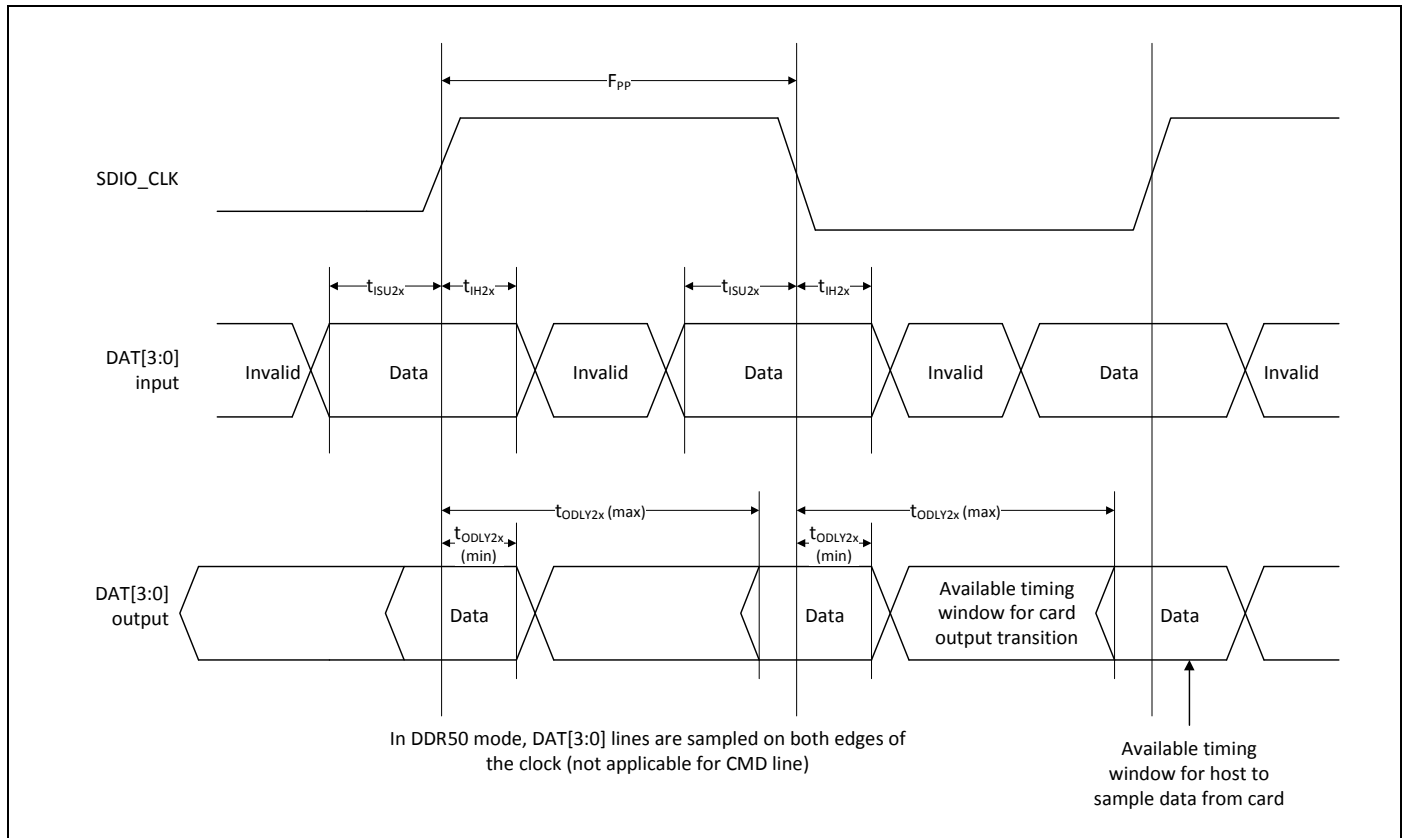 FPP
SDIO_CLK
tISU2x
tIH2x
tISU2x
tIH2x
DAT[3:0]
input
Invalid
Data
Invalid
Data
Invalid
Data
Invalid
tODLY2x (max)
tODLY2x (max)
tODLY2x
(min)
tODLY2x
(min)
DAT[3:0]
output
Data
Data
Available timing
window for card
output transition
Data
In DDR50 mode, DAT[3:0] lines are sampled on both edges of
the clock (not applicable for CMD line)
Available timing
window for host to
sample data from card